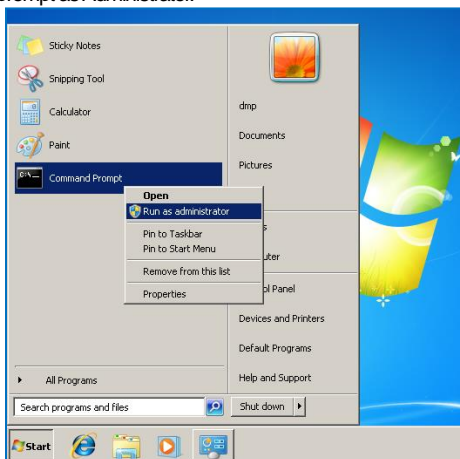 Sticky Notes
Snipping Tool
Calculator
Paint
Command Prompt
Open
Run as administrator
Pin to Taskbar
Pin to Start Menu
Remove from this list
Properties
dmp
Documents
Pictures
Devices and Printers
Default Programs
Help and Support
All Programs
Search programs and files
Shut down
Start